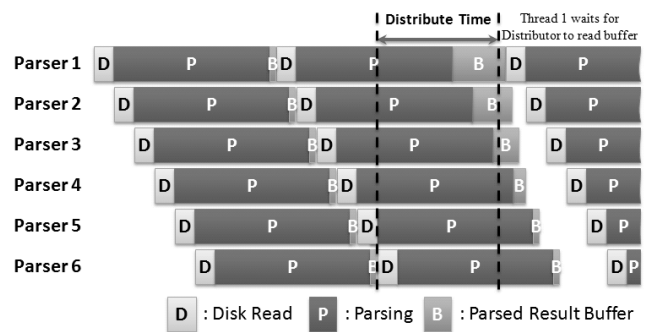 Distribute Time
Thread 1 waits for
Distributor to read buffer
Parser 1 D P B D P B D P
Parser 2 D P B D P B D P
Parser 3 D P B D P B D P
Parser 4 D P B D P B D P
Parser 5 D P B D P B D P
Parser 6 D P B D P B D P
D : Disk Read P : Parsing B : Parsed Result Buffer